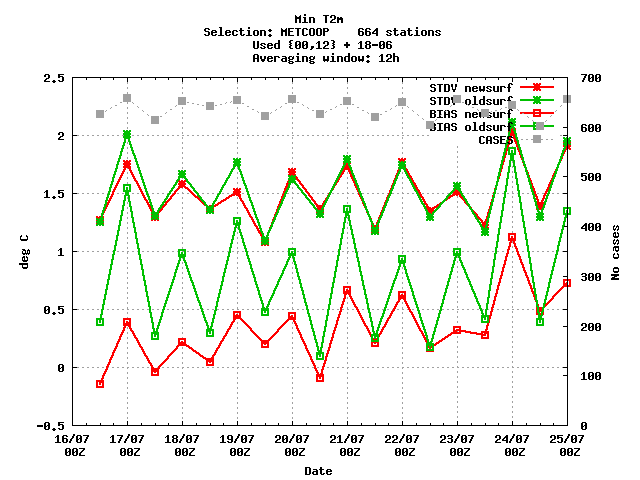 Min T2m
Selection: METCOOP 664 stations
Used {00,12} + 18-06
Averaging window: 12h
STDV newsurf
STDV oldsurf
BIAS newsurf
BIAS oldsurf
CASES
deg C
2.5
2
1.5
1
0.5
0
-0.5
No cases
700
600
500
400
300
200
100
0
16/07 17/07 18/07 19/07 20/07 21/07 22/07 23/07 24/07 25/07
00Z 00Z 00Z 00Z 00Z 00Z 00Z 00Z 00Z 00Z
Date